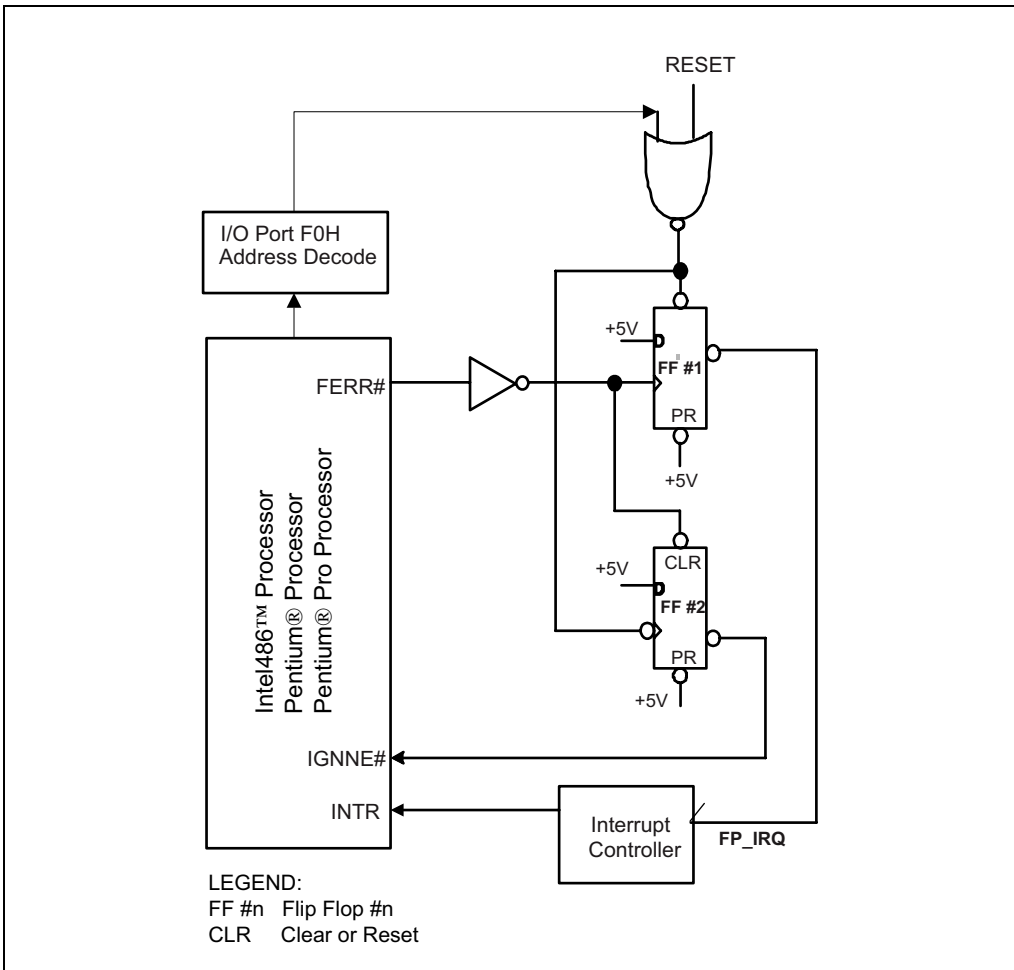 RESET
I/O Port F0H
Address Decode
+5V
FF #1
FERR#
PR
+5V
Intel486™ Processor
Pentium® Processor
Pentium® Pro Processor
CLR
+5V
FF #2
PR
+5V
IGNNE#
INTR
Interrupt
Controller
FP_IRQ
LEGEND:
FF #n Flip Flop #n
CLR Clear or Reset